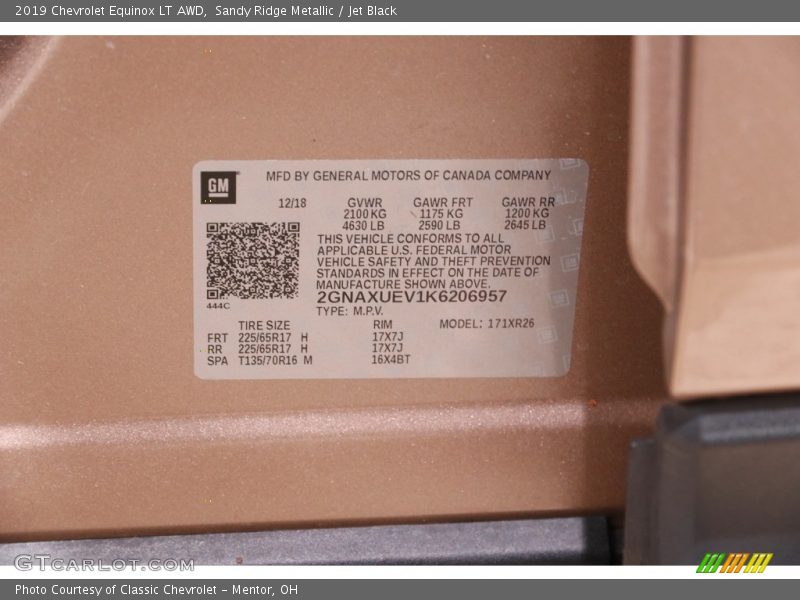 2019 Chevrolet Equinox LT AWD, Sandy Ridge Metallic / Jet Black
GM
MFD BY GENERAL MOTORS OF CANADA COMPANY
12/18 GVWR GAWR FRT GAWR RR
2100 KG 1175 KG 1200 KG
4630 LB 2590 LB 2645 LB
THIS VEHICLE CONFORMS TO ALL
APPLICABLE U.S. FEDERAL MOTOR
VEHICLE SAFETY AND THEFT PREVENTION
STANDARDS IN EFFECT ON THE DATE OF
MANUFACTURE SHOWN ABOVE.
444C
2GNAXUEV1K6206957
TYPE: M.P.V.
TIRE SIZE RIM MODEL: 171XR26
FRT 225/65R17 H 17X7J
RR 225/65R17 H 17X7J
SPA T135/70R16 M 16X4BT
GTCARLOT.COM
Photo Courtesy of Classic Chevrolet - Mentor, OH